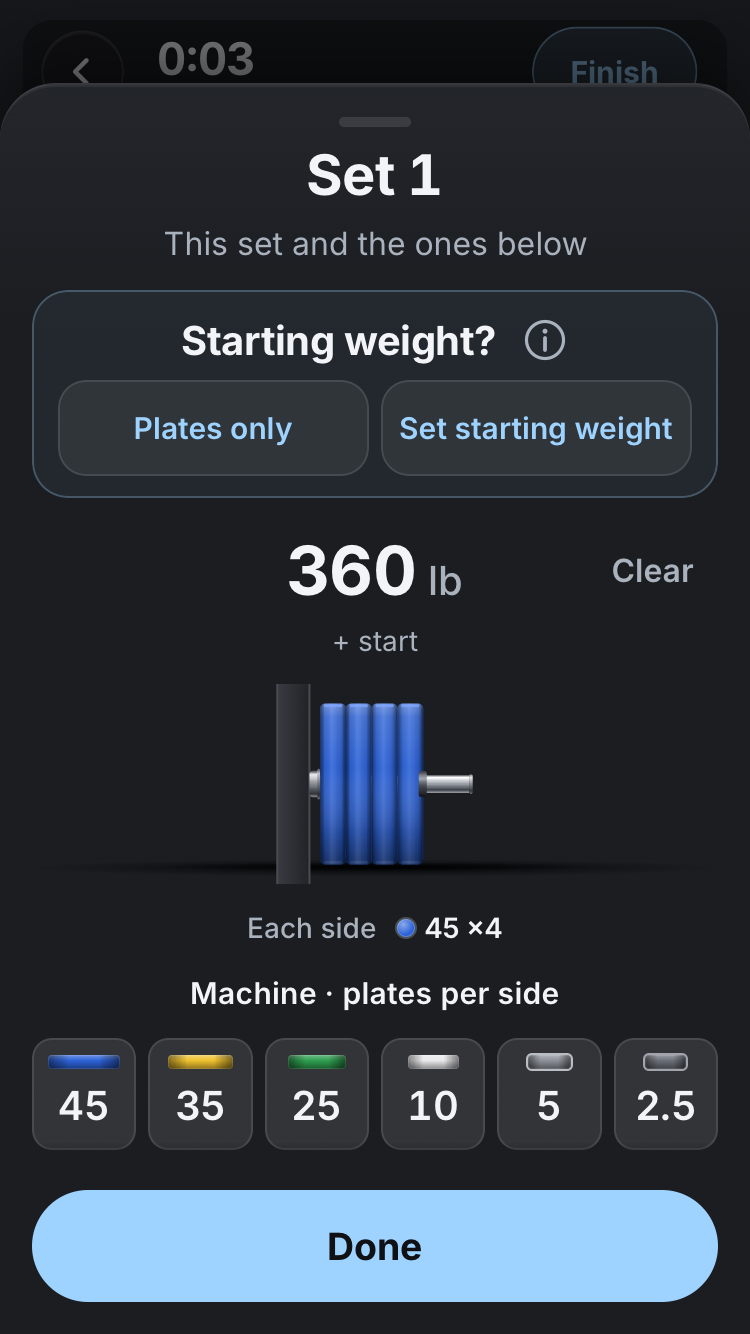 0:03
Finish
Set 1
This set and the ones below
Starting weight?
Plates only
Set starting weight
360 lb
Clear
+ start
Each side 45 ×4
Machine · plates per side
45
35
25
10
5
2.5
Done